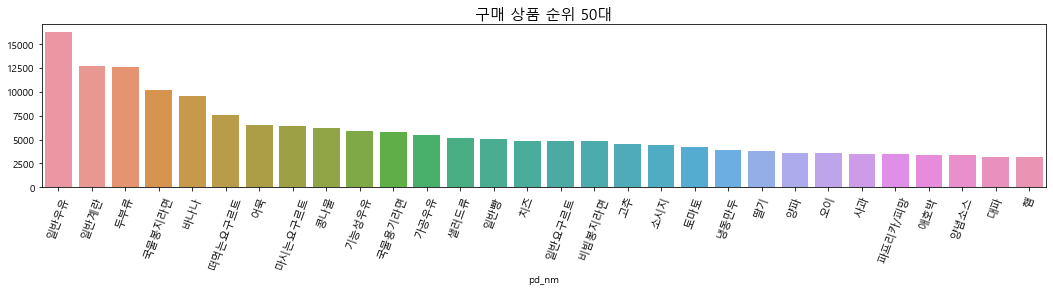 구매 상품 순위 50대
15000
12500
10000
7500
5000
2500
0
일반우유
일반계란
두부류
국물봉지라면
바나나
떠먹는요구르트
어묵
마시는요구르트
콩나물
기능성우유
국물용기라면
가공우유
샐러드류
일반빵
치즈
일반요구르트
비빔봉지라면
고추
소시지
토마토
냉동만두
딸기
양파
오이
사과
파프리카/피망
애호박
양념소스
대파
햄
pd_nm